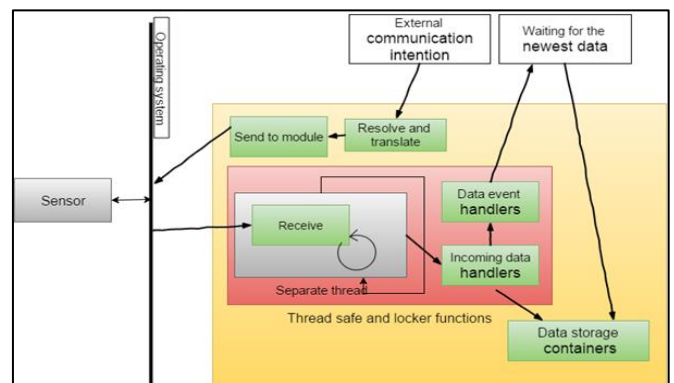 External
communication
intention
Waiting for the
newest data
Operating system
Send to module
Resolve and
translate
Sensor
Receive
Data event
handlers
Incoming data
handlers
Separate thread
Thread safe and locker functions
Data storage
containers